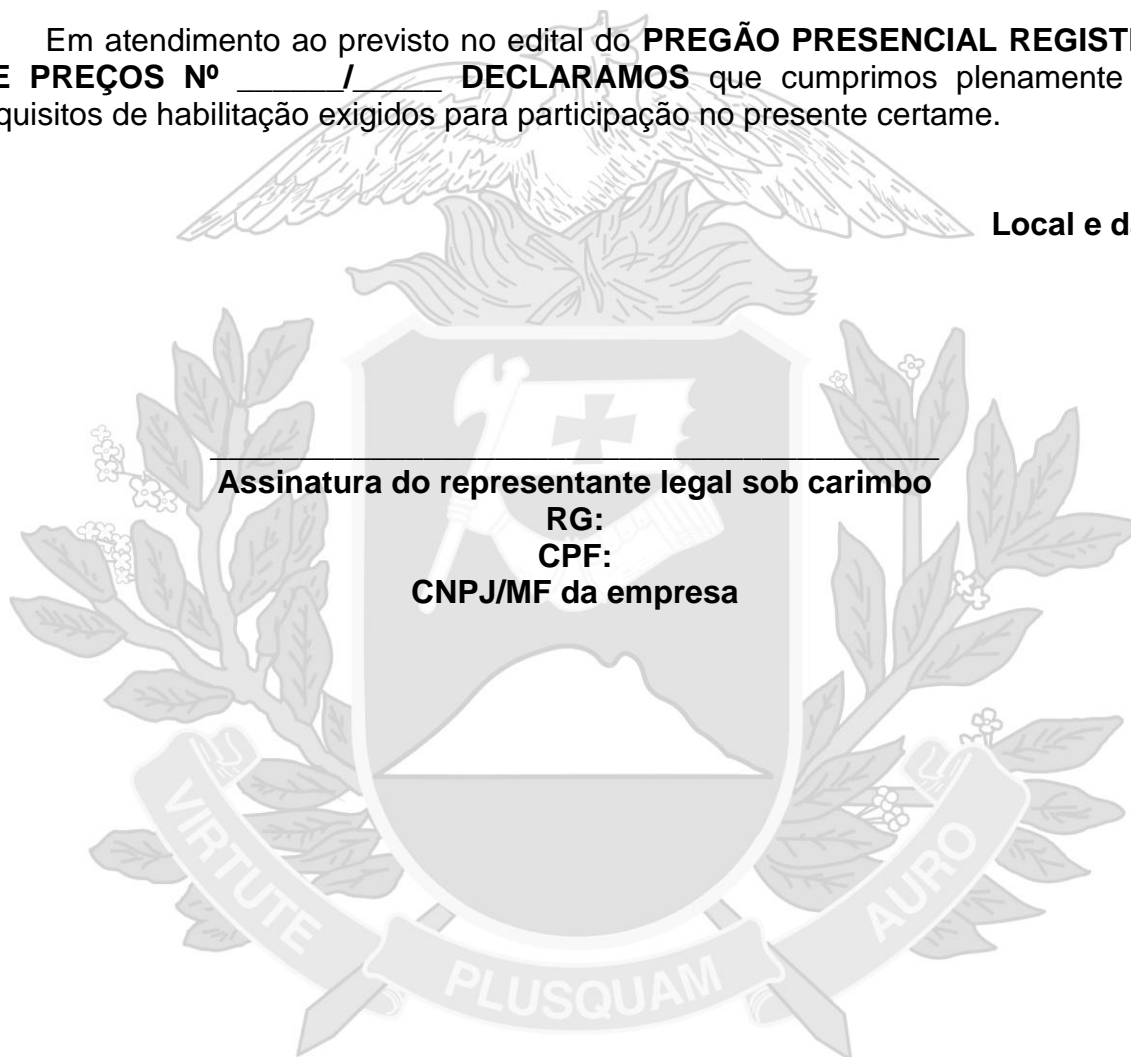 Em atendimento ao previsto no edital do PREGÃO PRESENCIAL REGIST
E PREÇOS Nº ______/_____ DECLARAMOS que cumprimos plenamente
quisitos de habilitação exigidos para participação no presente certame.
Local e d
Assinatura do representante legal sob carimbo
RG:
CPF:
CNPJ/MF da empresa
VIRTUTE PLUSQUAM AURO